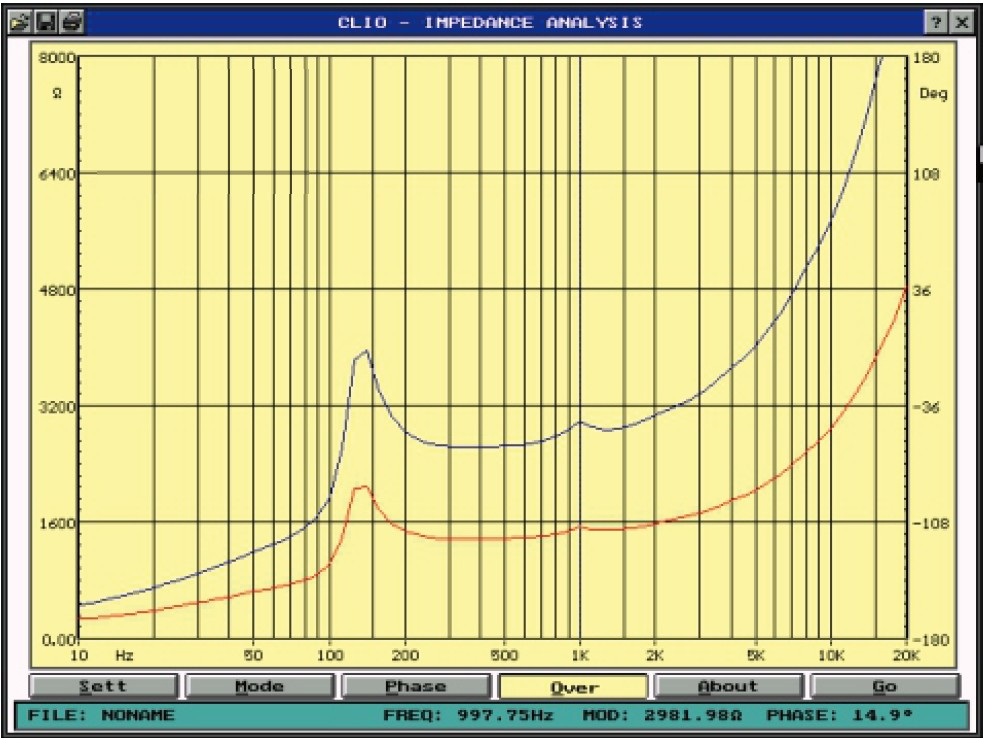 CLIO - IMPEDANCE ANALYSIS
? X
8000 180
Ω Deg
6400 108
4800 36
3200 -36
1600 -108
0.00 -180
10 Hz 50 100 200 500 1K 2K 5K 10K 20K
Sett Mode Phase Over About Go
FILE: NONAME FREQ: 997.75Hz MOD: 2981.98Ω PHASE: 14.9°